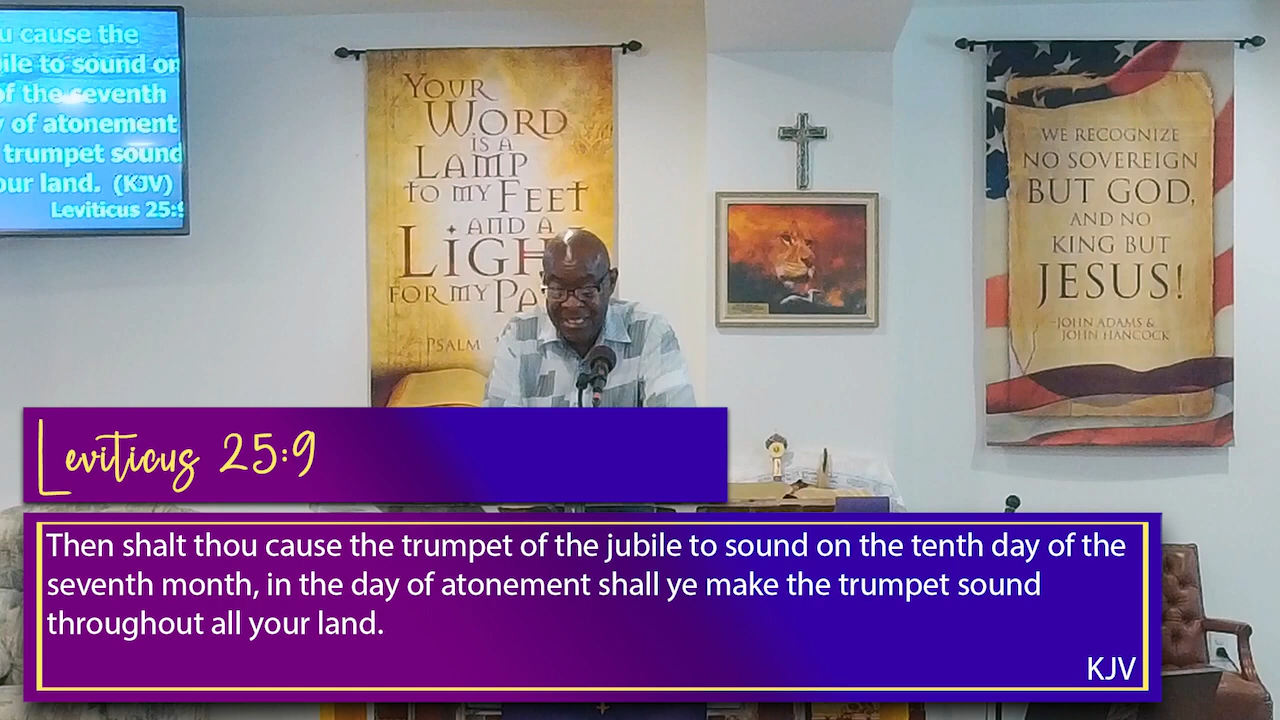 u cause the
ile to sound on
of the seventh
y of atonement
trumpet sound
our land. (KJV)
Leviticus 25:9
YOUR
WORD
IS A
LAMP
TO MY FEET
AND A
LIGH
FOR MY PA
PSALM
WE RECOGNIZE
NO SOVEREIGN
BUT GOD,
AND NO
KING BUT
JESUS!
-JOHN ADAMS &
JOHN HANCOCK
Leviticus 25:9
Then shalt thou cause the trumpet of the jubile to sound on the tenth day of the
seventh month, in the day of atonement shall ye make the trumpet sound
throughout all your land.
KJV